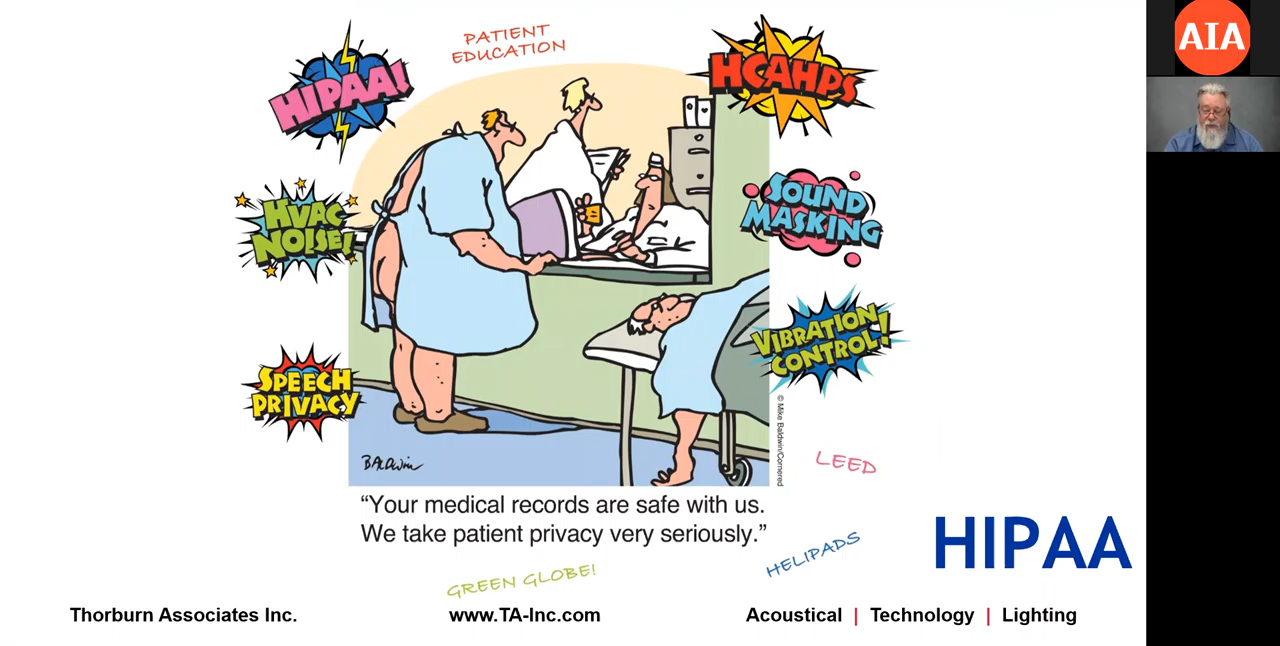 PATIENT
EDUCATION
HIPAA!
HCAHPS
AIA
HVAC
NOISE!
SOUND
MASKING
VIBRATION
CONTROL!
SPEECH
PRIVACY
© Mike Baldwin/Cornered
BALDWIN
LEED
“Your medical records are safe with us.
We take patient privacy very seriously.”
HIPAA
HELIPADS
GREEN GLOBE!
Thorburn Associates Inc.
www.TA-Inc.com
Acoustical | Technology | Lighting